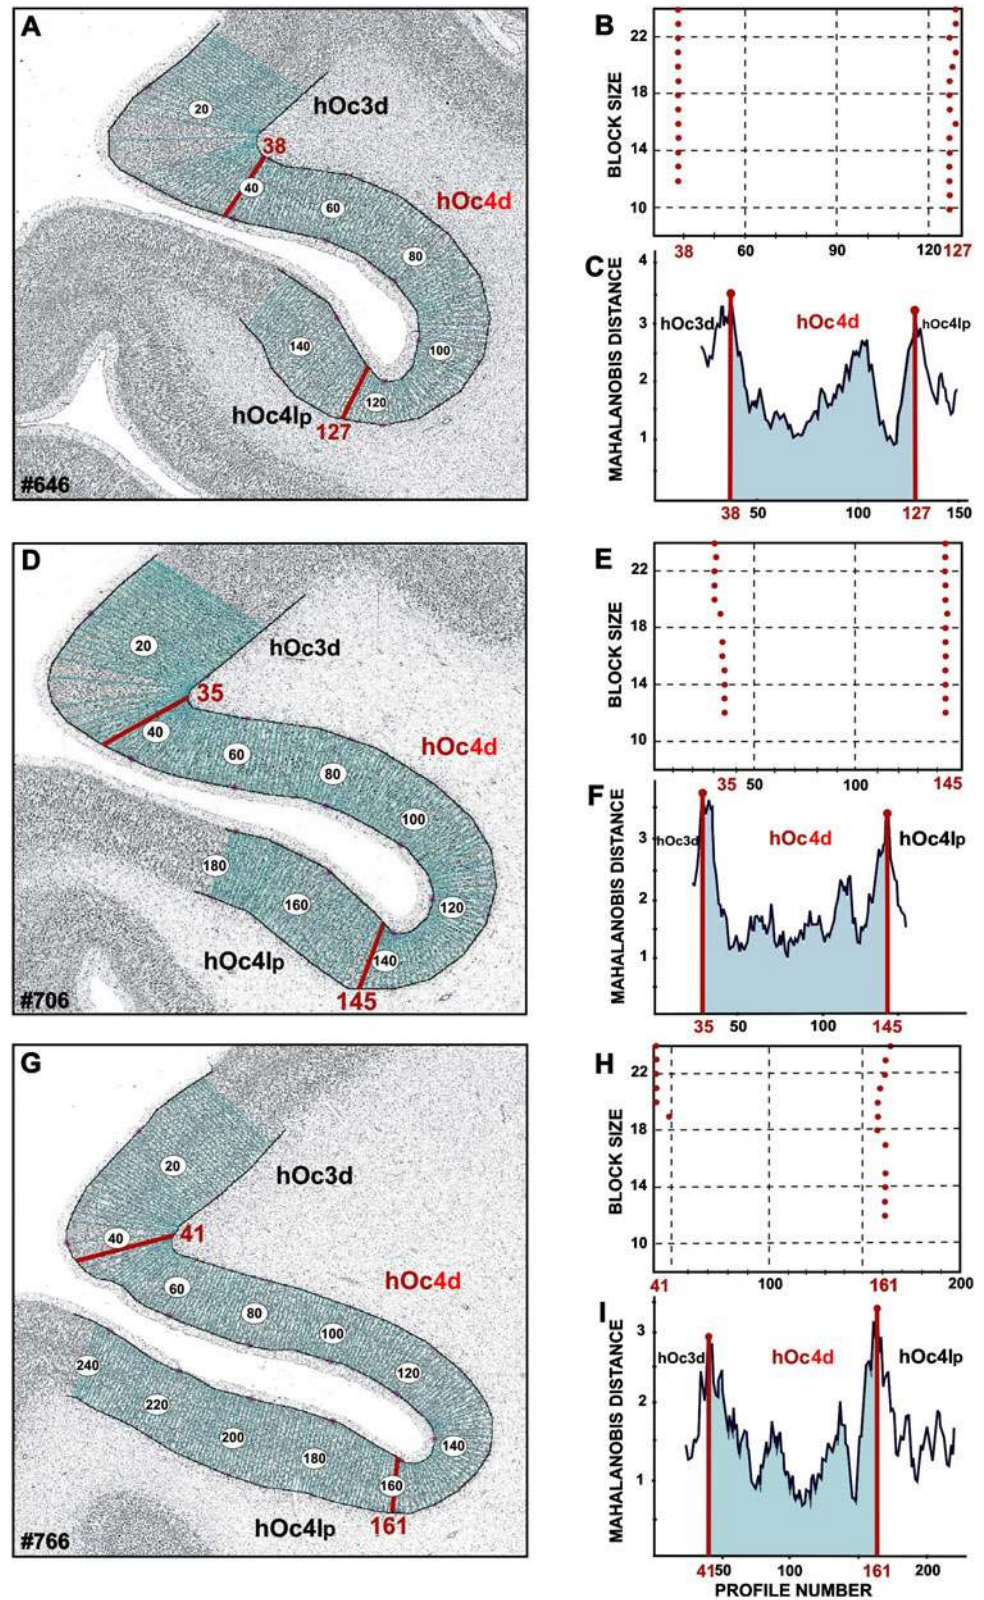 A
20
hOc3d
38
40
60
hOc4d
80
140
100
120
hOc4lp
127
#646
B
BLOCK SIZE
22
18
14
10
38
60
90
120
127
C
MAHALANOBIS DISTANCE
4
3
2
1
hOc3d
hOc4d
hOc4lp
38
50
100
127
150
D
20
hOc3d
35
40
60
hOc4d
80
100
180
160
120
hOc4lp
140
145
#706
E
BLOCK SIZE
22
18
14
10
35
50
100
145
F
MAHALANOBIS DISTANCE
3
2
1
hOc3d
hOc4d
hOc4lp
35
50
100
145
G
20
hOc3d
40
41
60
hOc4d
80
100
240
120
220
200
140
180
160
hOc4lp
161
#766
H
BLOCK SIZE
22
18
14
10
41
100
161
200
I
MAHALANOBIS DISTANCE
3
2
1
hOc3d
hOc4d
hOc4lp
41
50
100
161
200
PROFILE NUMBER